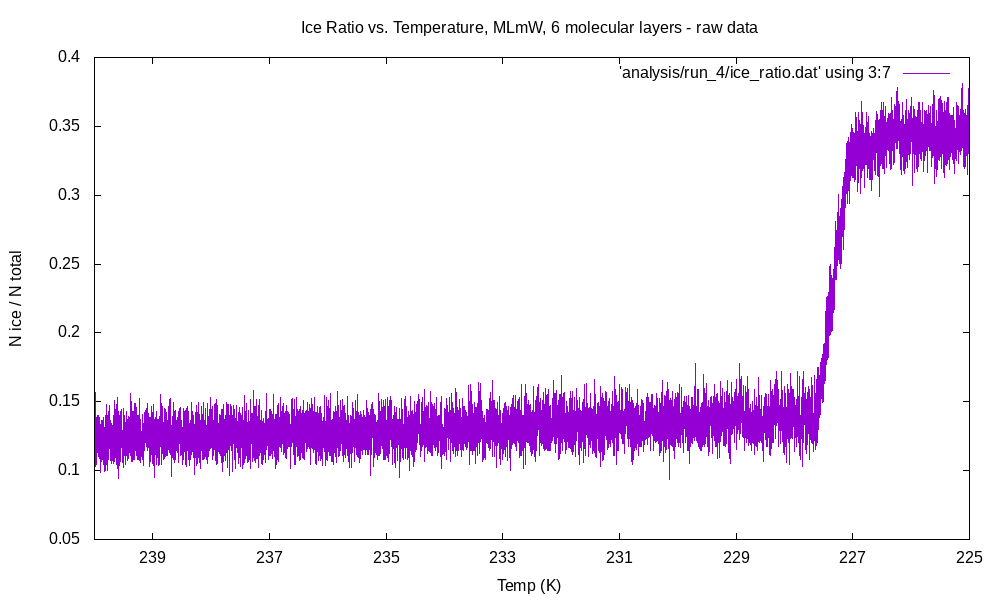 Ice Ratio vs. Temperature, MLmW, 6 molecular layers - raw data
'analysis/run_4/ice_ratio.dat' using 3:7
0.4
0.35
0.3
0.25
0.2
0.15
0.1
0.05
N ice / N total
239 237 235 233 231 229 227 225
Temp (K)